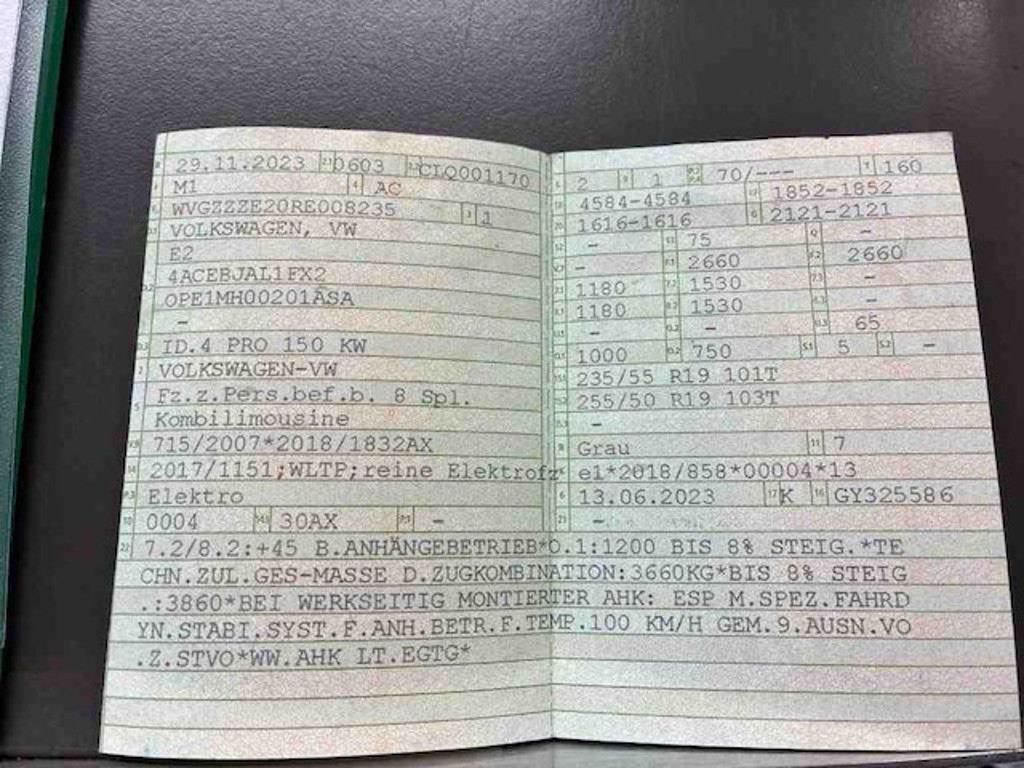 29.11.2023 0603 CLQ001170
M1 AC
WVGZZZE20RE008235 1
VOLKSWAGEN, VW
E2
4ACEBJAL1FX2
OPE1MH00201ASA
-
ID.4 PRO 150 KW
VOLKSWAGEN-VW
Fz.z.Pers.bef.b. 8 Spl.
Kombilimousine
715/2007*2018/1832AX
2017/1151;WLTP;reine Elektrofz
Elektro
0004 30AX -
2 1 70/--- 160
4584-4584 1852-1852
1616-1616 2121-2121
- 75 -
- 2660 2660
1180 1530 -
1180 1530 -
- - 65
1000 750 5 -
235/55 R19 101T
255/50 R19 103T
-
Grau 7
e1*2018/858*00004*13
13.06.2023 K GY325586
-
7.2/8.2:+45 B.ANHÄNGEBETRIEB*O.1:1200 BIS 8% STEIG.*TE
CHN.ZUL.GES-MASSE D.ZUGKOMBINATION:3660KG*BIS 8% STEIG
.:3860*BEI WERKSEITIG MONTIERTER AHK: ESP M.SPEZ.FAHRD
YN.STABI.SYST.F.ANH.BETR.F.TEMP.100 KM/H GEM.9.AUSN.VO
.Z.STVO*WW.AHK LT.EGTG*